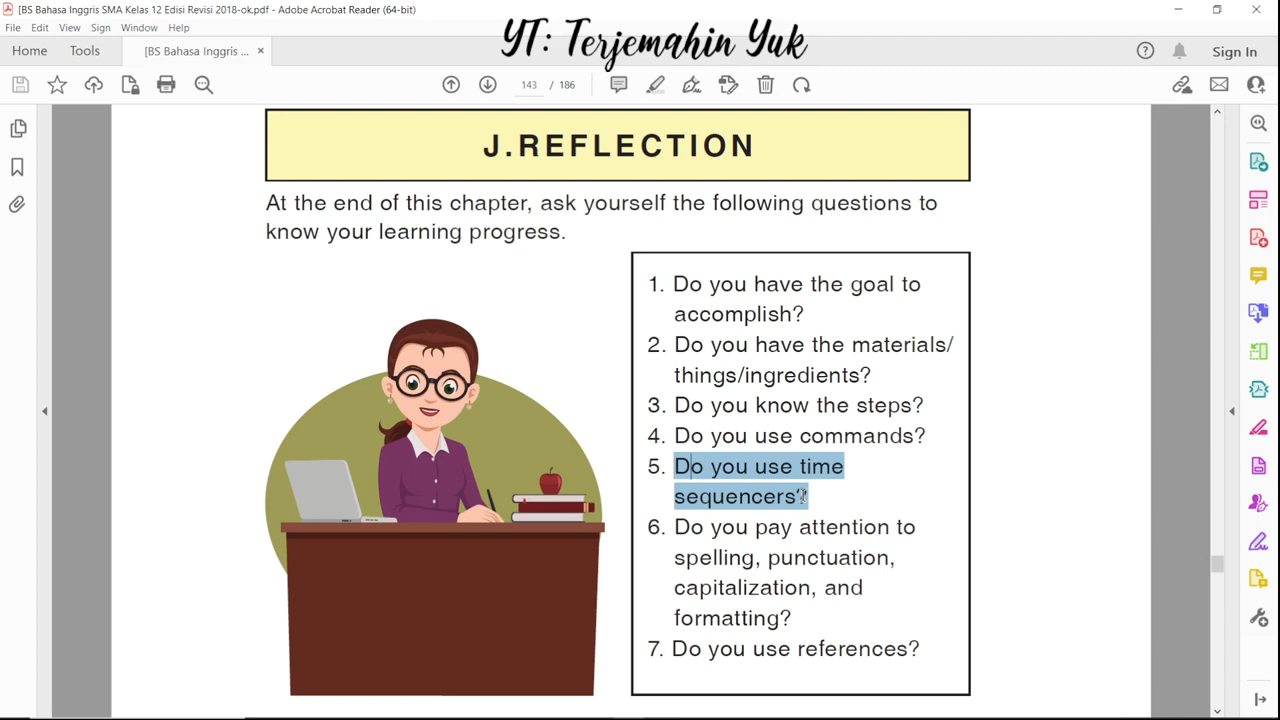 [BS Bahasa Inggris SMA Kelas 12 Edisi Revisi 2018-ok.pdf - Adobe Acrobat Reader (64-bit)
File Edit View Sign Window Help
YT: Terjemahin Yuk
Home Tools [BS Bahasa Inggris ... × Sign In
143 / 186
J.REFLECTION
At the end of this chapter, ask yourself the following questions to
know your learning progress.
1. Do you have the goal to
accomplish?
2. Do you have the materials/
things/ingredients?
3. Do you know the steps?
4. Do you use commands?
5. Do you use time
sequencers?
6. Do you pay attention to
spelling, punctuation,
capitalization, and
formatting?
7. Do you use references?